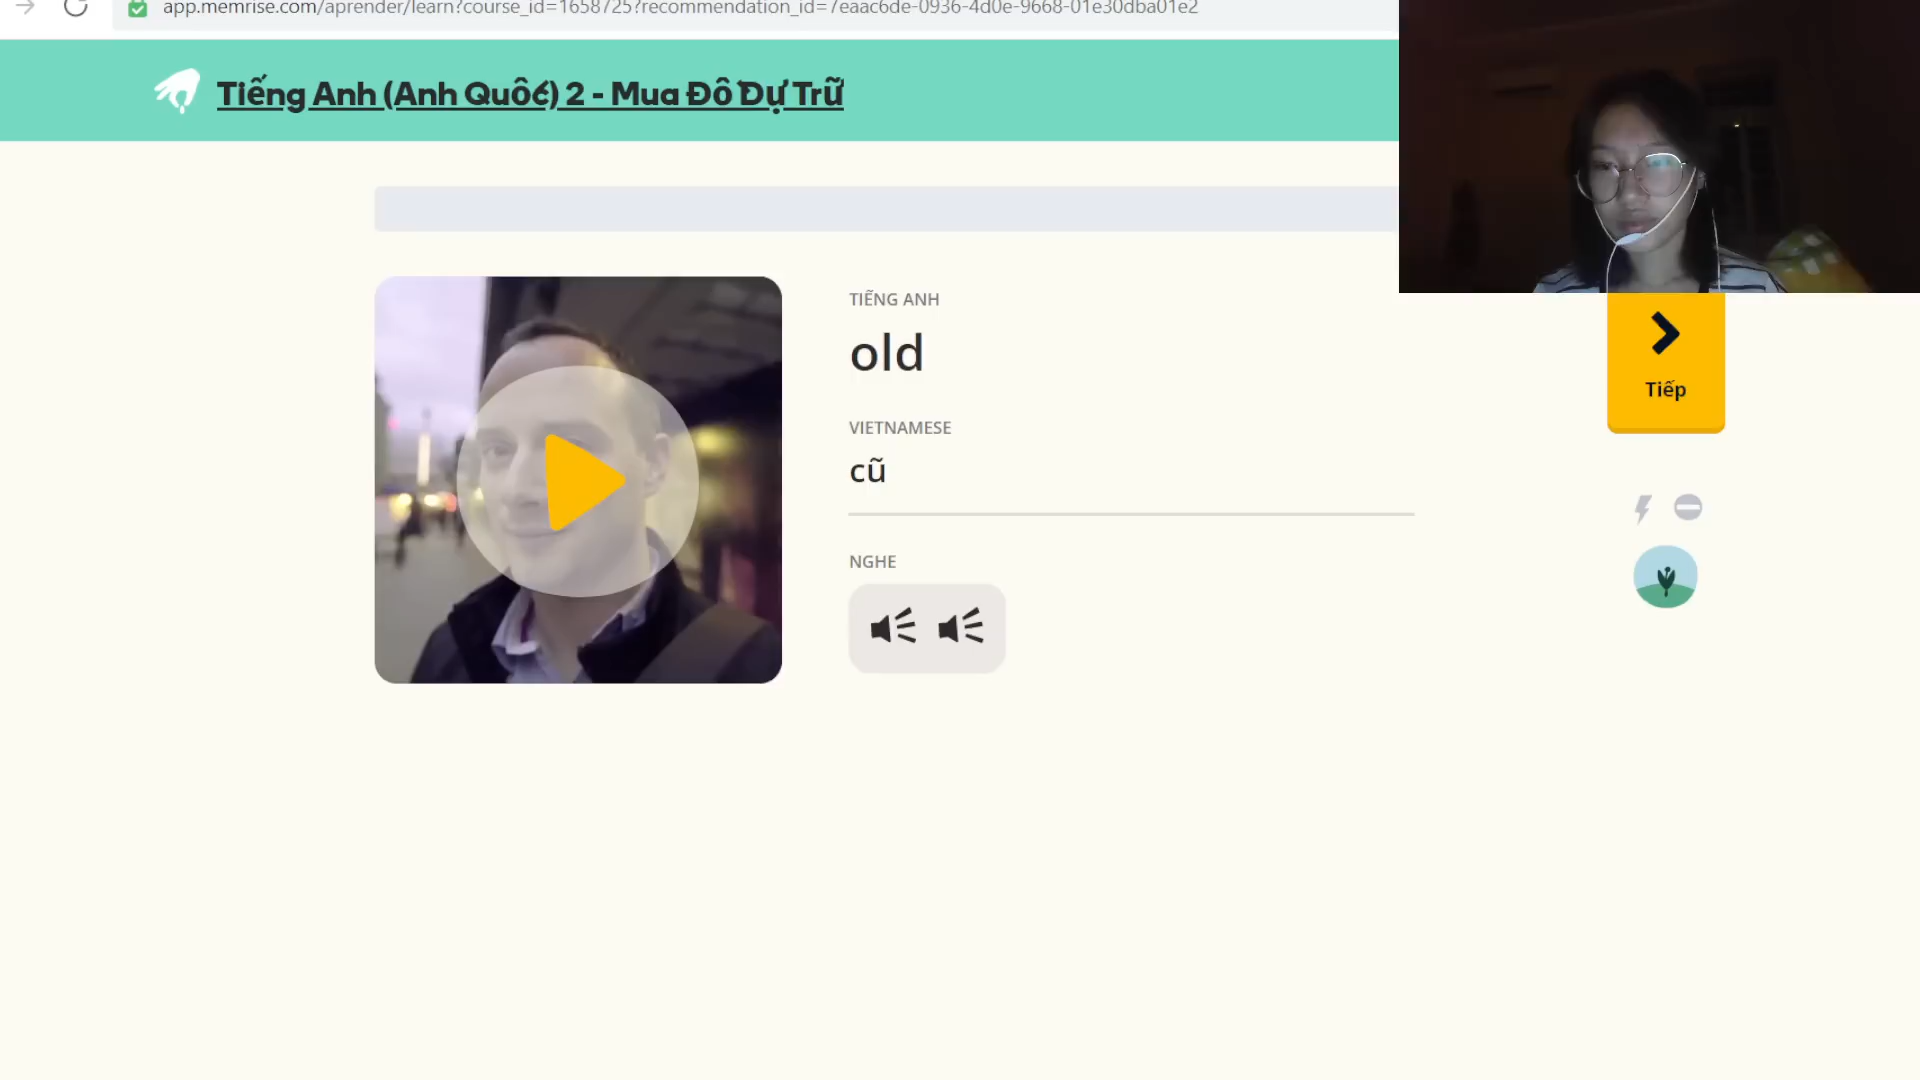 app.memrise.com/aprender/learn?course_id=1658725?recommendation_id=7eaac6de-0936-4d0e-9668-01e30dba01e2
Tiếng Anh (Anh Quốc) 2 - Mua Đồ Dự Trữ
TIẾNG ANH
old
VIETNAMESE
cũ
NGHE
Tiếp